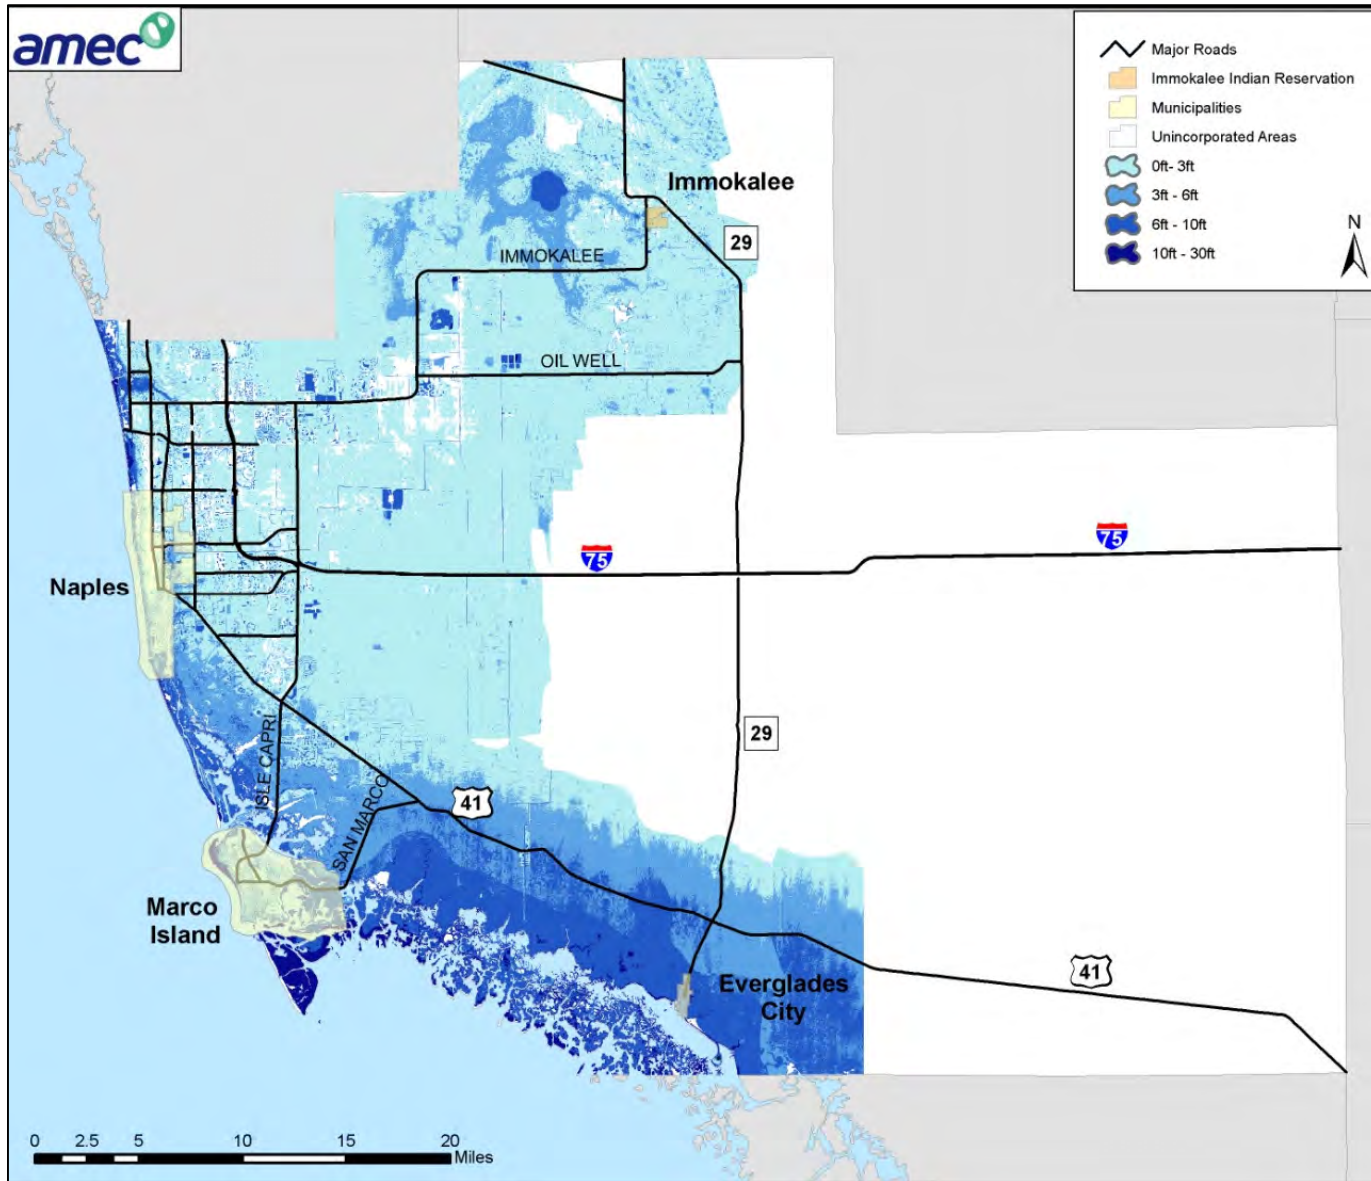 amec
Major Roads
Immokalee Indian Reservation
Municipalities
Unincorporated Areas
0ft- 3ft
3ft - 6ft
6ft - 10ft
10ft - 30ft
N
Immokalee
29
IMMOKALEE
OIL WELL
75
75
Naples
29
ISLE CAPRI
SAN MARCO
41
Marco
Island
Everglades
City
41
0 2.5 5 10 15 20
Miles